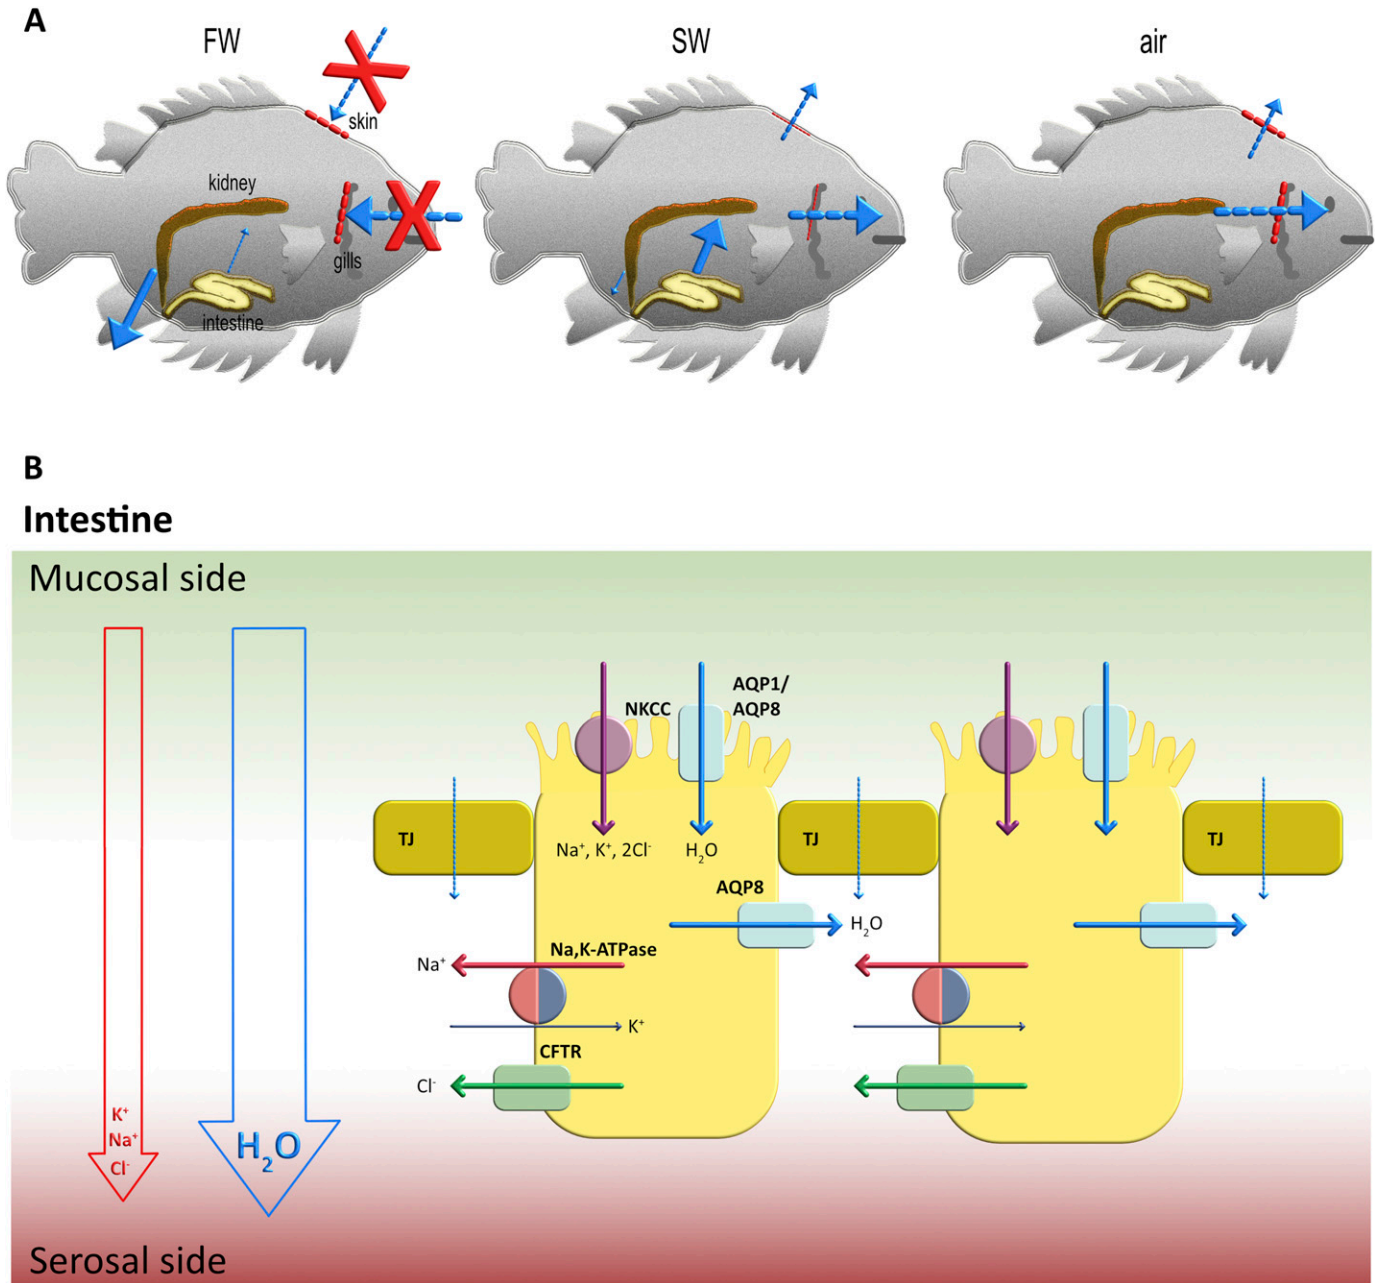 A
FW
SW
air
skin
kidney
gills
intestine
B
Intestine
Mucosal side
NKCC
AQP1/
AQP8
TJ
TJ
TJ
Na⁺, K⁺, 2Cl⁻
H₂O
AQP8
H₂O
Na,K-ATPase
Na⁺
K⁺
CFTR
Cl⁻
K⁺
Na⁺
Cl⁻
H₂O
Serosal side